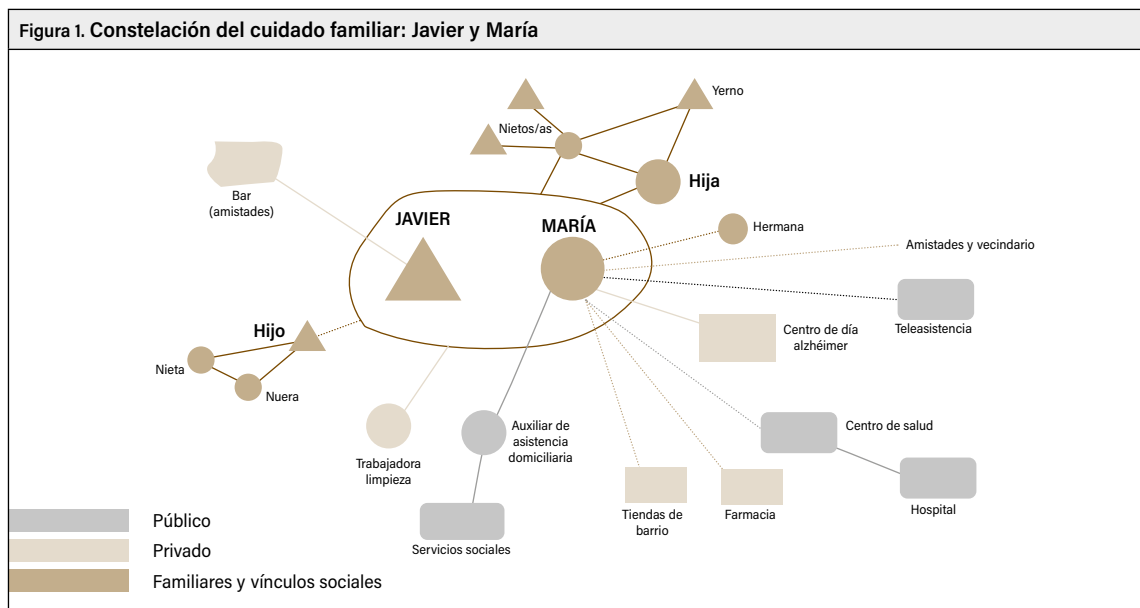 Figura 1. Constelación del cuidado familiar: Javier y María
Yerno
Nietos/as
Hija
Bar
(amistades)
JAVIER
MARÍA
Hermana
Amistades y vecindario
Teleasistencia
Centro de día
alzhéimer
Hijo
Nieta
Nuera
Trabajadora
limpieza
Auxiliar de
asistencia
domiciliaria
Centro de salud
Hospital
Tiendas de
barrio
Farmacia
Servicios sociales
Público
Privado
Familiares y vínculos sociales